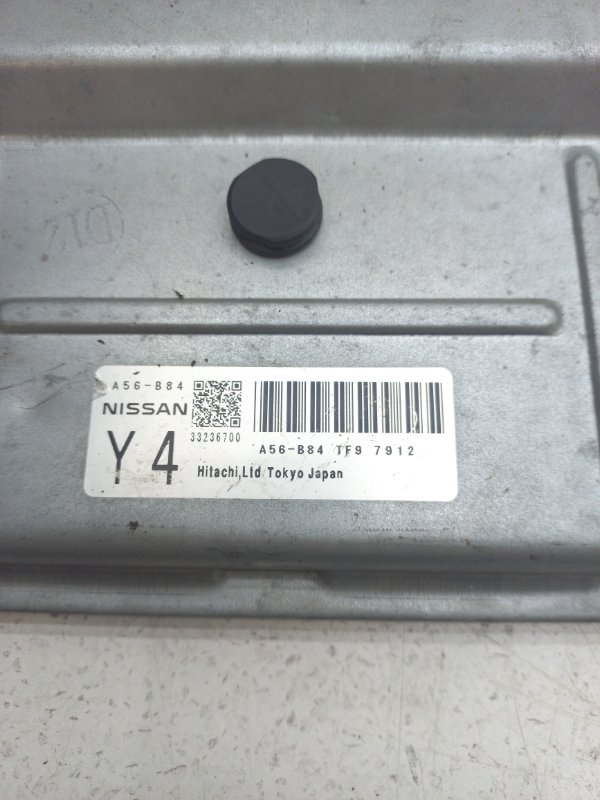 A56-B84
NISSAN
33236700
Y4
A56-B84 TF9 7912
Hitachi,Ltd.Tokyo Japan